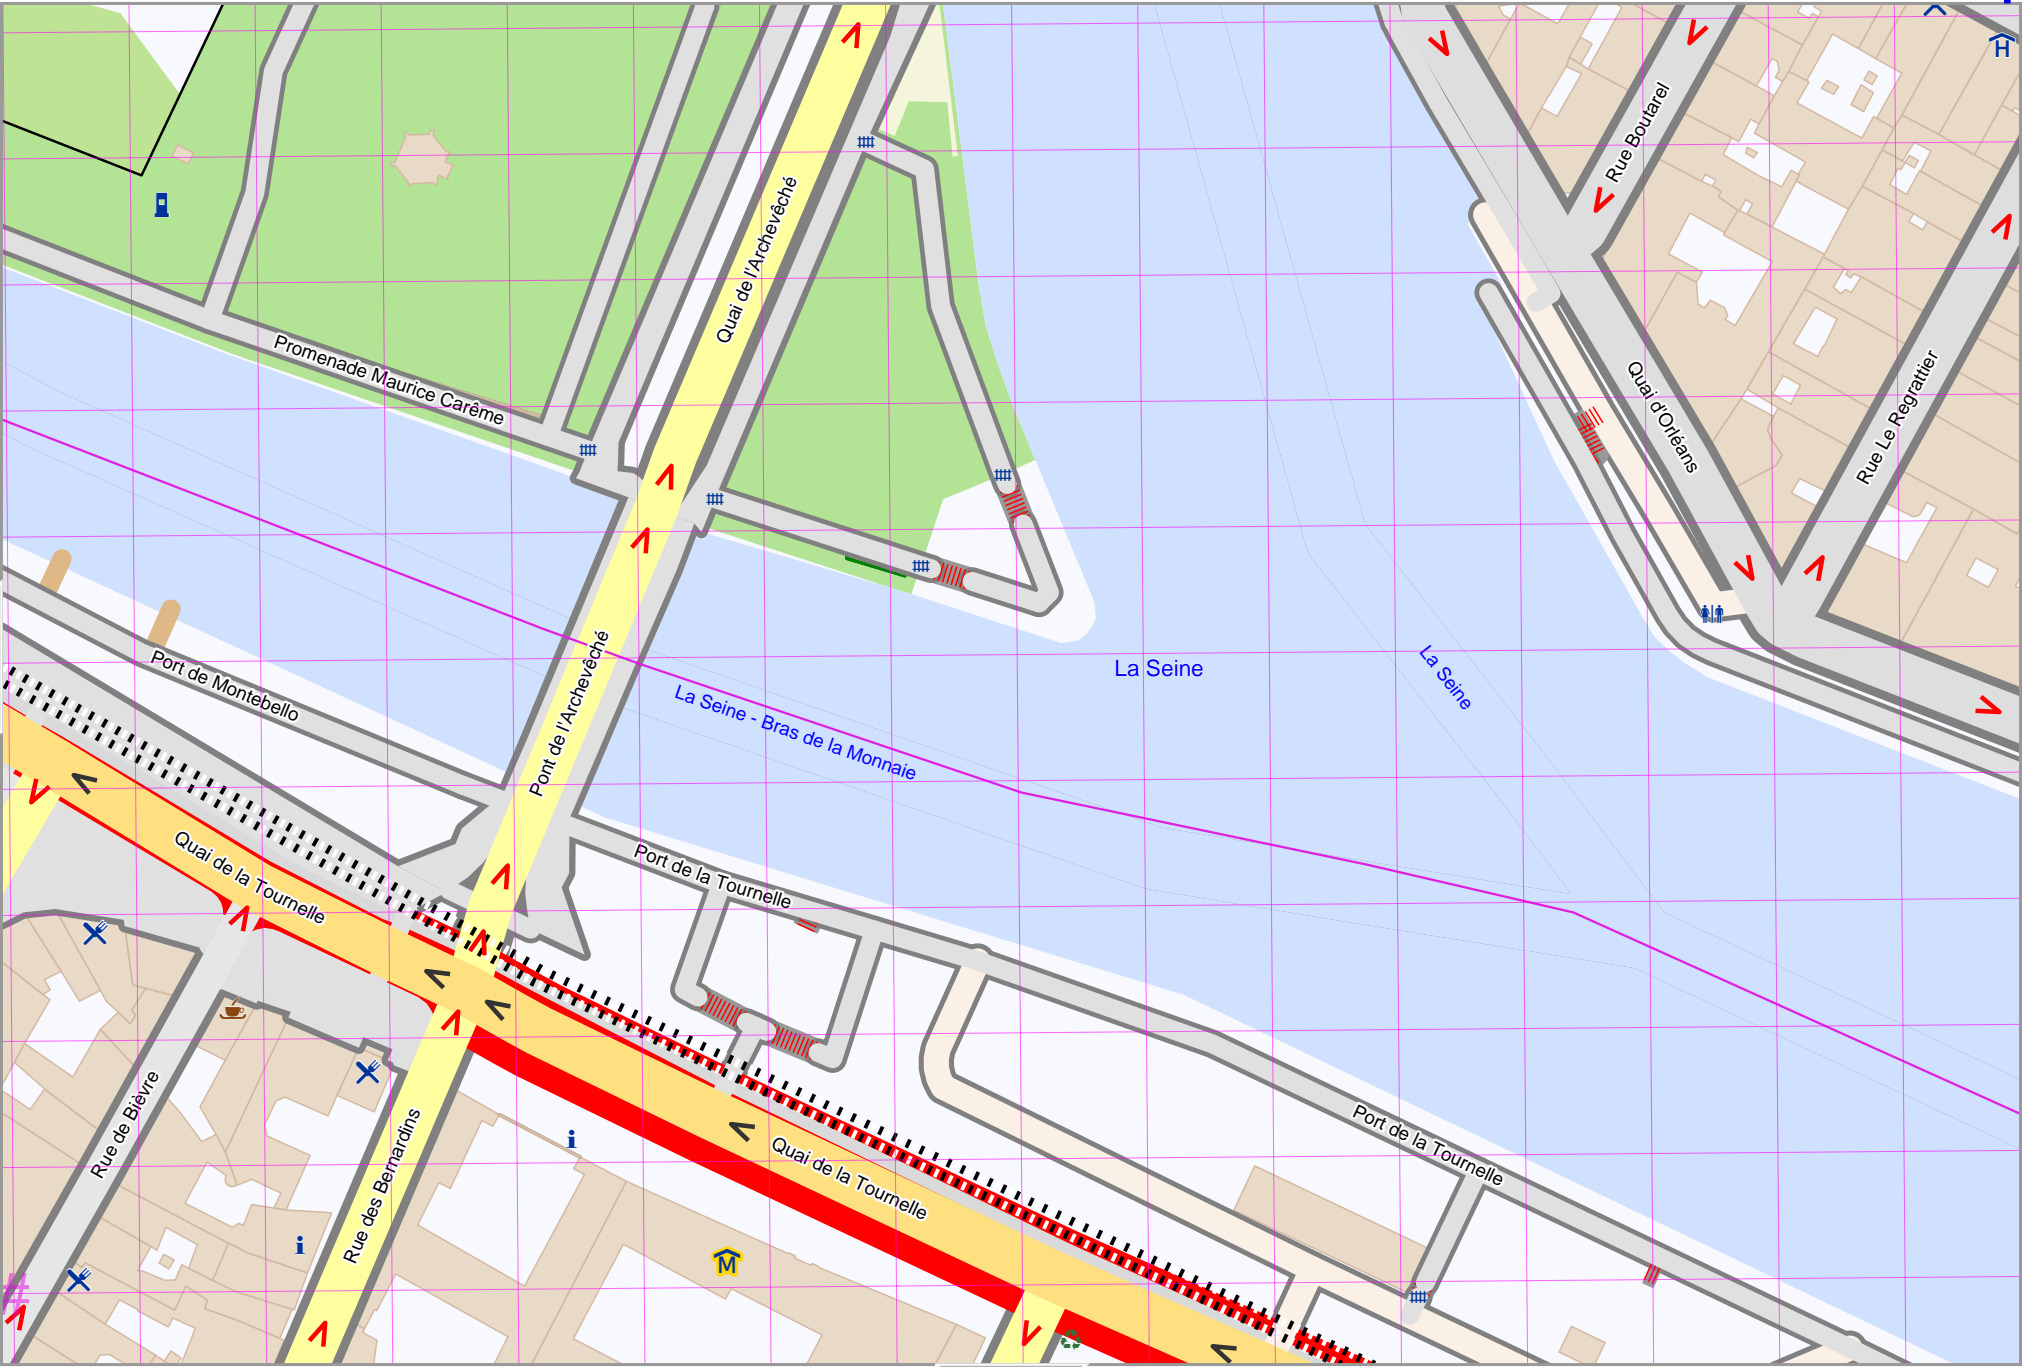 H
Rue Boutarel
Quai de l'Archevêché
Promenade Maurice Carême
Quai d'Orléans
Rue Le Regrattier
Port de Montebello
Pont de l'Archevêché
La Seine
La Seine
La Seine - Bras de la Monnaie
Quai de la Tournelle
Port de la Tournelle
Rue de Bièvre
Rue des Bernardins
i
Quai de la Tournelle
Port de la Tournelle
i
M
#